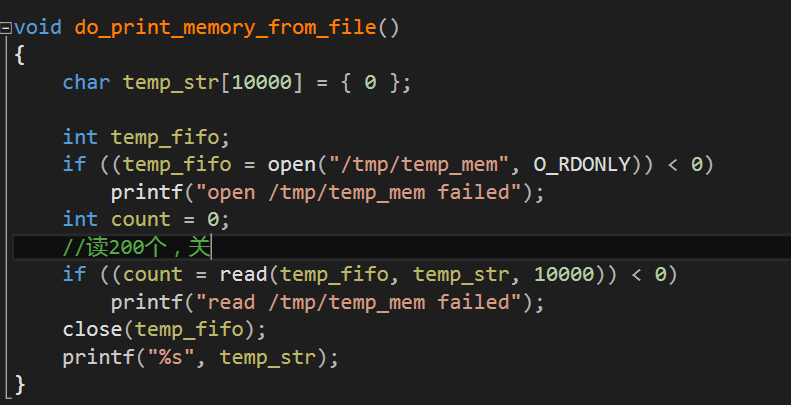 void do_print_memory_from_file()
{
    char temp_str[10000] = { 0 };

    int temp_fifo;
    if ((temp_fifo = open("/tmp/temp_mem", O_RDONLY)) < 0)
        printf("open /tmp/temp_mem failed");
    int count = 0;
    //读200个，关
    if ((count = read(temp_fifo, temp_str, 10000)) < 0)
        printf("read /tmp/temp_mem failed");
    close(temp_fifo);
    printf("%s", temp_str);
}